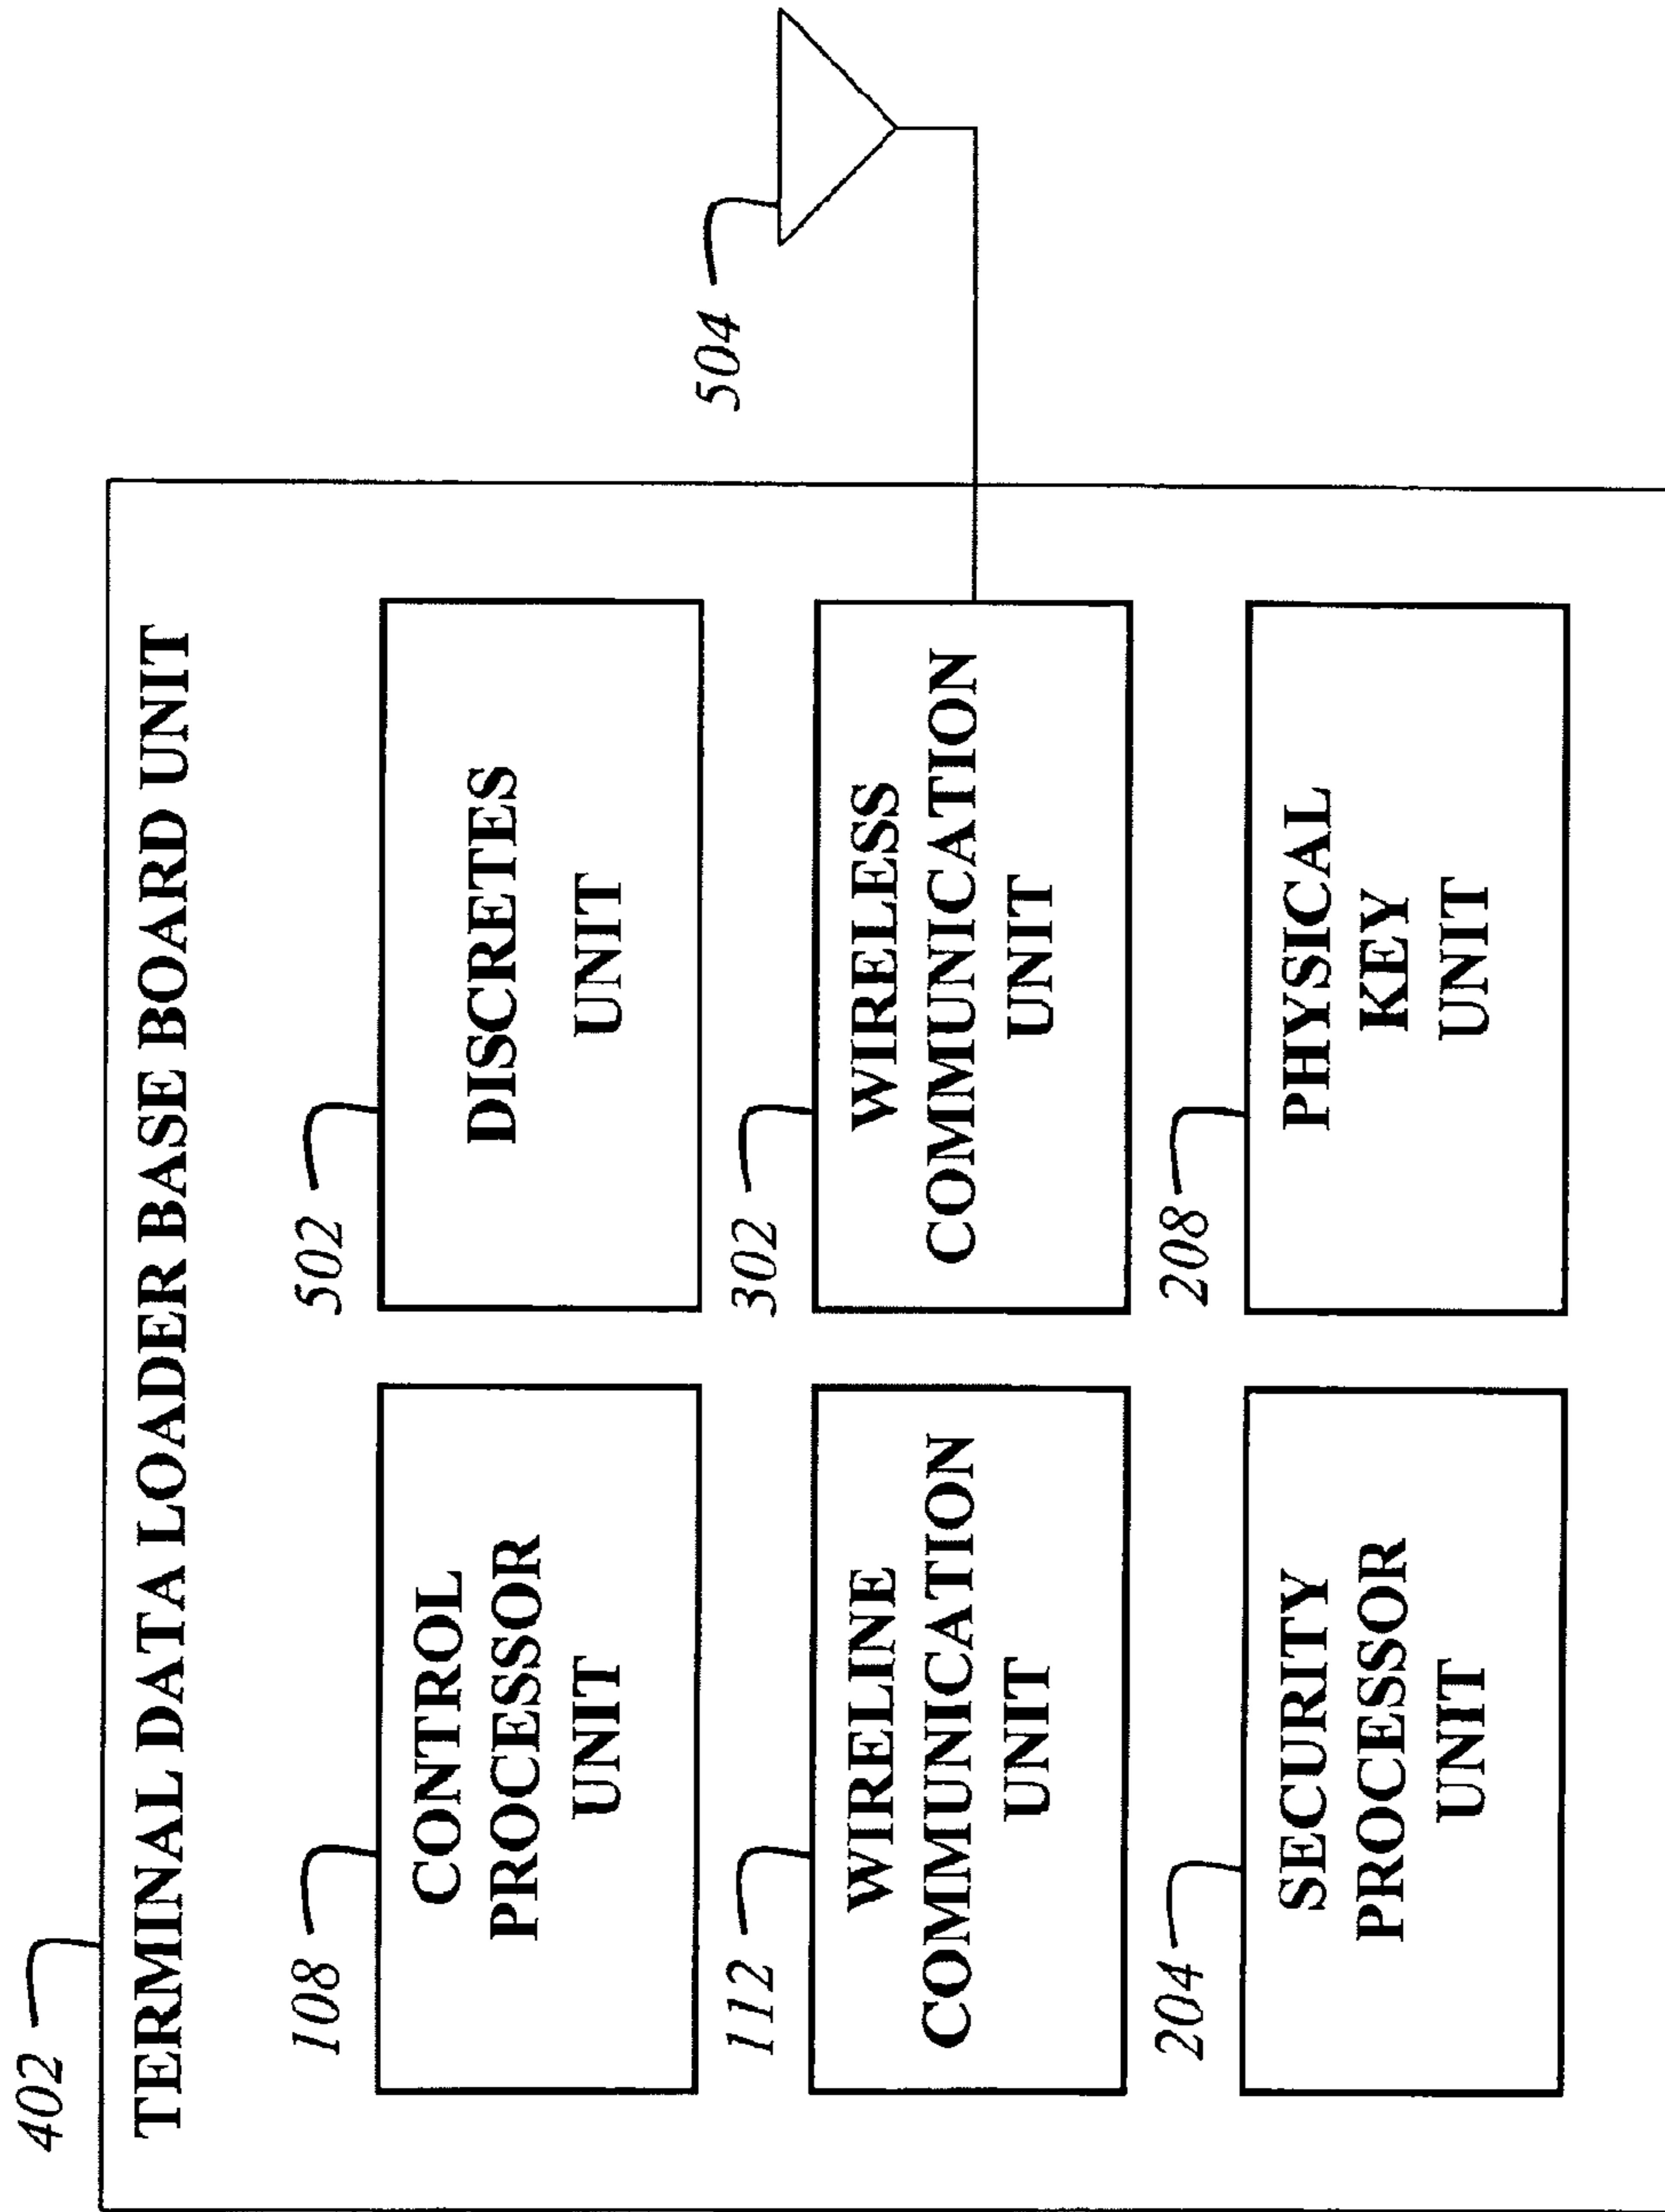 402
TERMINAL DATA LOADER BASE BOARD UNIT
108
CONTROL
PROCESSOR
UNIT
502
DISCRETES
UNIT
504
112
WIRELINE
COMMUNICATION
UNIT
302
WIRELESS
COMMUNICATION
UNIT
204
SECURITY
PROCESSOR
UNIT
208
PHYSICAL
KEY
UNIT